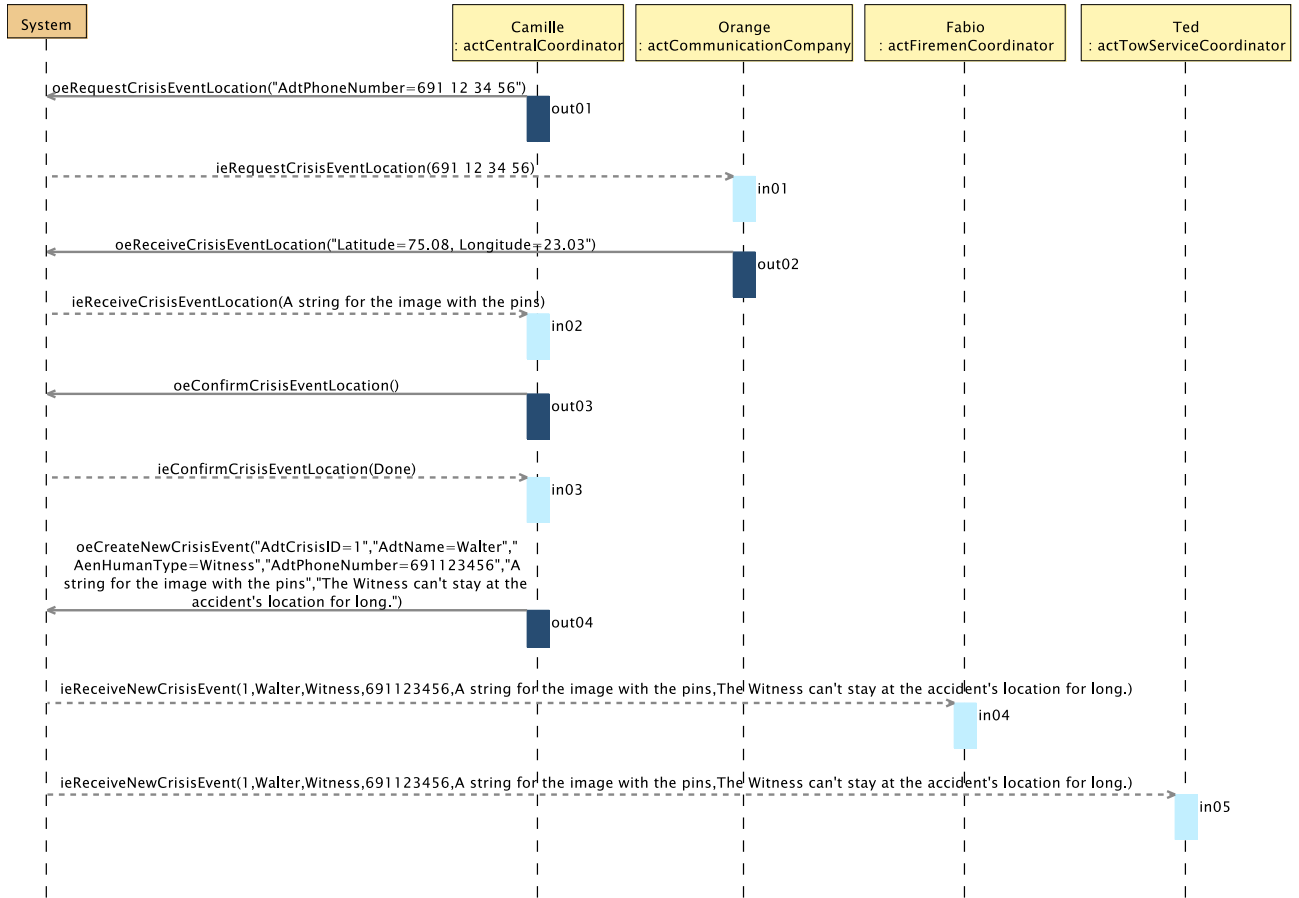 System
Camille
: actCentralCoordinator
Orange
: actCommunicationCompany
Fabio
: actFiremenCoordinator
Ted
: actTowServiceCoordinator
oeRequestCrisisEventLocation("AdtPhoneNumber=691 12 34 56")
out01
ieRequestCrisisEventLocation(691 12 34 56)
in01
oeReceiveCrisisEventLocation("Latitude=75.08, Longitude=23.03")
out02
ieReceiveCrisisEventLocation(A string for the image with the pins)
in02
oeConfirmCrisisEventLocation()
out03
ieConfirmCrisisEventLocation(Done)
in03
oeCreateNewCrisisEvent("AdtCrisisID=1","AdtName=Walter","
AenHumanType=Witness","AdtPhoneNumber=691123456","A
string for the image with the pins","The Witness can't stay at the
accident's location for long.")
out04
ieReceiveNewCrisisEvent(1,Walter,Witness,691123456,A string for the image with the pins,The Witness can't stay at the accident's location for long.)
in04
ieReceiveNewCrisisEvent(1,Walter,Witness,691123456,A string for the image with the pins,The Witness can't stay at the accident's location for long.)
in05